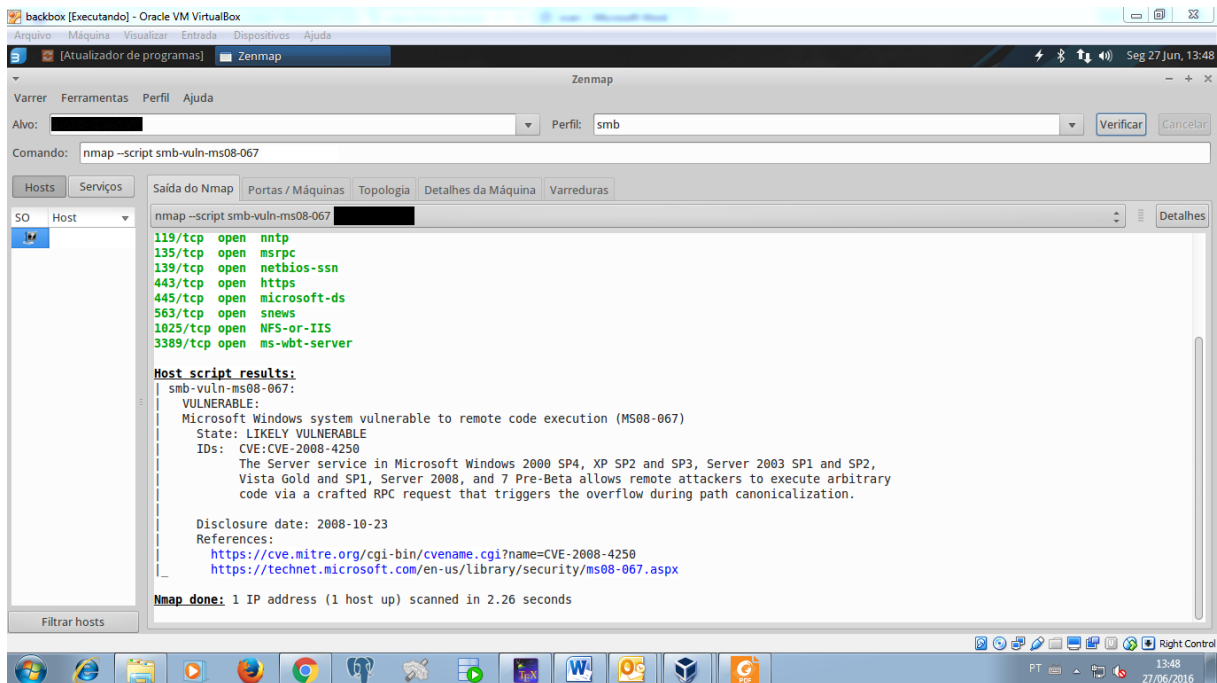 backbox [Executando] - Oracle VM VirtualBox
Arquivo Máquina Visualizar Entrada Dispositivos Ajuda
[Atualizador de programas] Zenmap Seg 27 Jun, 13:48
Zenmap
Varrer Ferramentas Perfil Ajuda
Alvo: Perfil: smb Verificar Cancelar
Comando: nmap --script smb-vuln-ms08-067
Hosts Serviços Saída do Nmap Portas / Máquinas Topologia Detalhes da Máquina Varreduras
SO Host nmap --script smb-vuln-ms08-067 Detalhes
119/tcp open nntp
135/tcp open msrpc
139/tcp open netbios-ssn
443/tcp open https
445/tcp open microsoft-ds
563/tcp open snews
1025/tcp open NFS-or-IIS
3389/tcp open ms-wbt-server
Host script results:
| smb-vuln-ms08-067:
| VULNERABLE:
| Microsoft Windows system vulnerable to remote code execution (MS08-067)
| State: LIKELY VULNERABLE
| IDs: CVE:CVE-2008-4250
| The Server service in Microsoft Windows 2000 SP4, XP SP2 and SP3, Server 2003 SP1 and SP2,
| Vista Gold and SP1, Server 2008, and 7 Pre-Beta allows remote attackers to execute arbitrary
| code via a crafted RPC request that triggers the overflow during path canonicalization.
|
| Disclosure date: 2008-10-23
| References:
| https://cve.mitre.org/cgi-bin/cvename.cgi?name=CVE-2008-4250
|_ https://technet.microsoft.com/en-us/library/security/ms08-067.aspx
Nmap done: 1 IP address (1 host up) scanned in 2.26 seconds
Filtrar hosts
Right Control
PT 13:48
27/06/2016